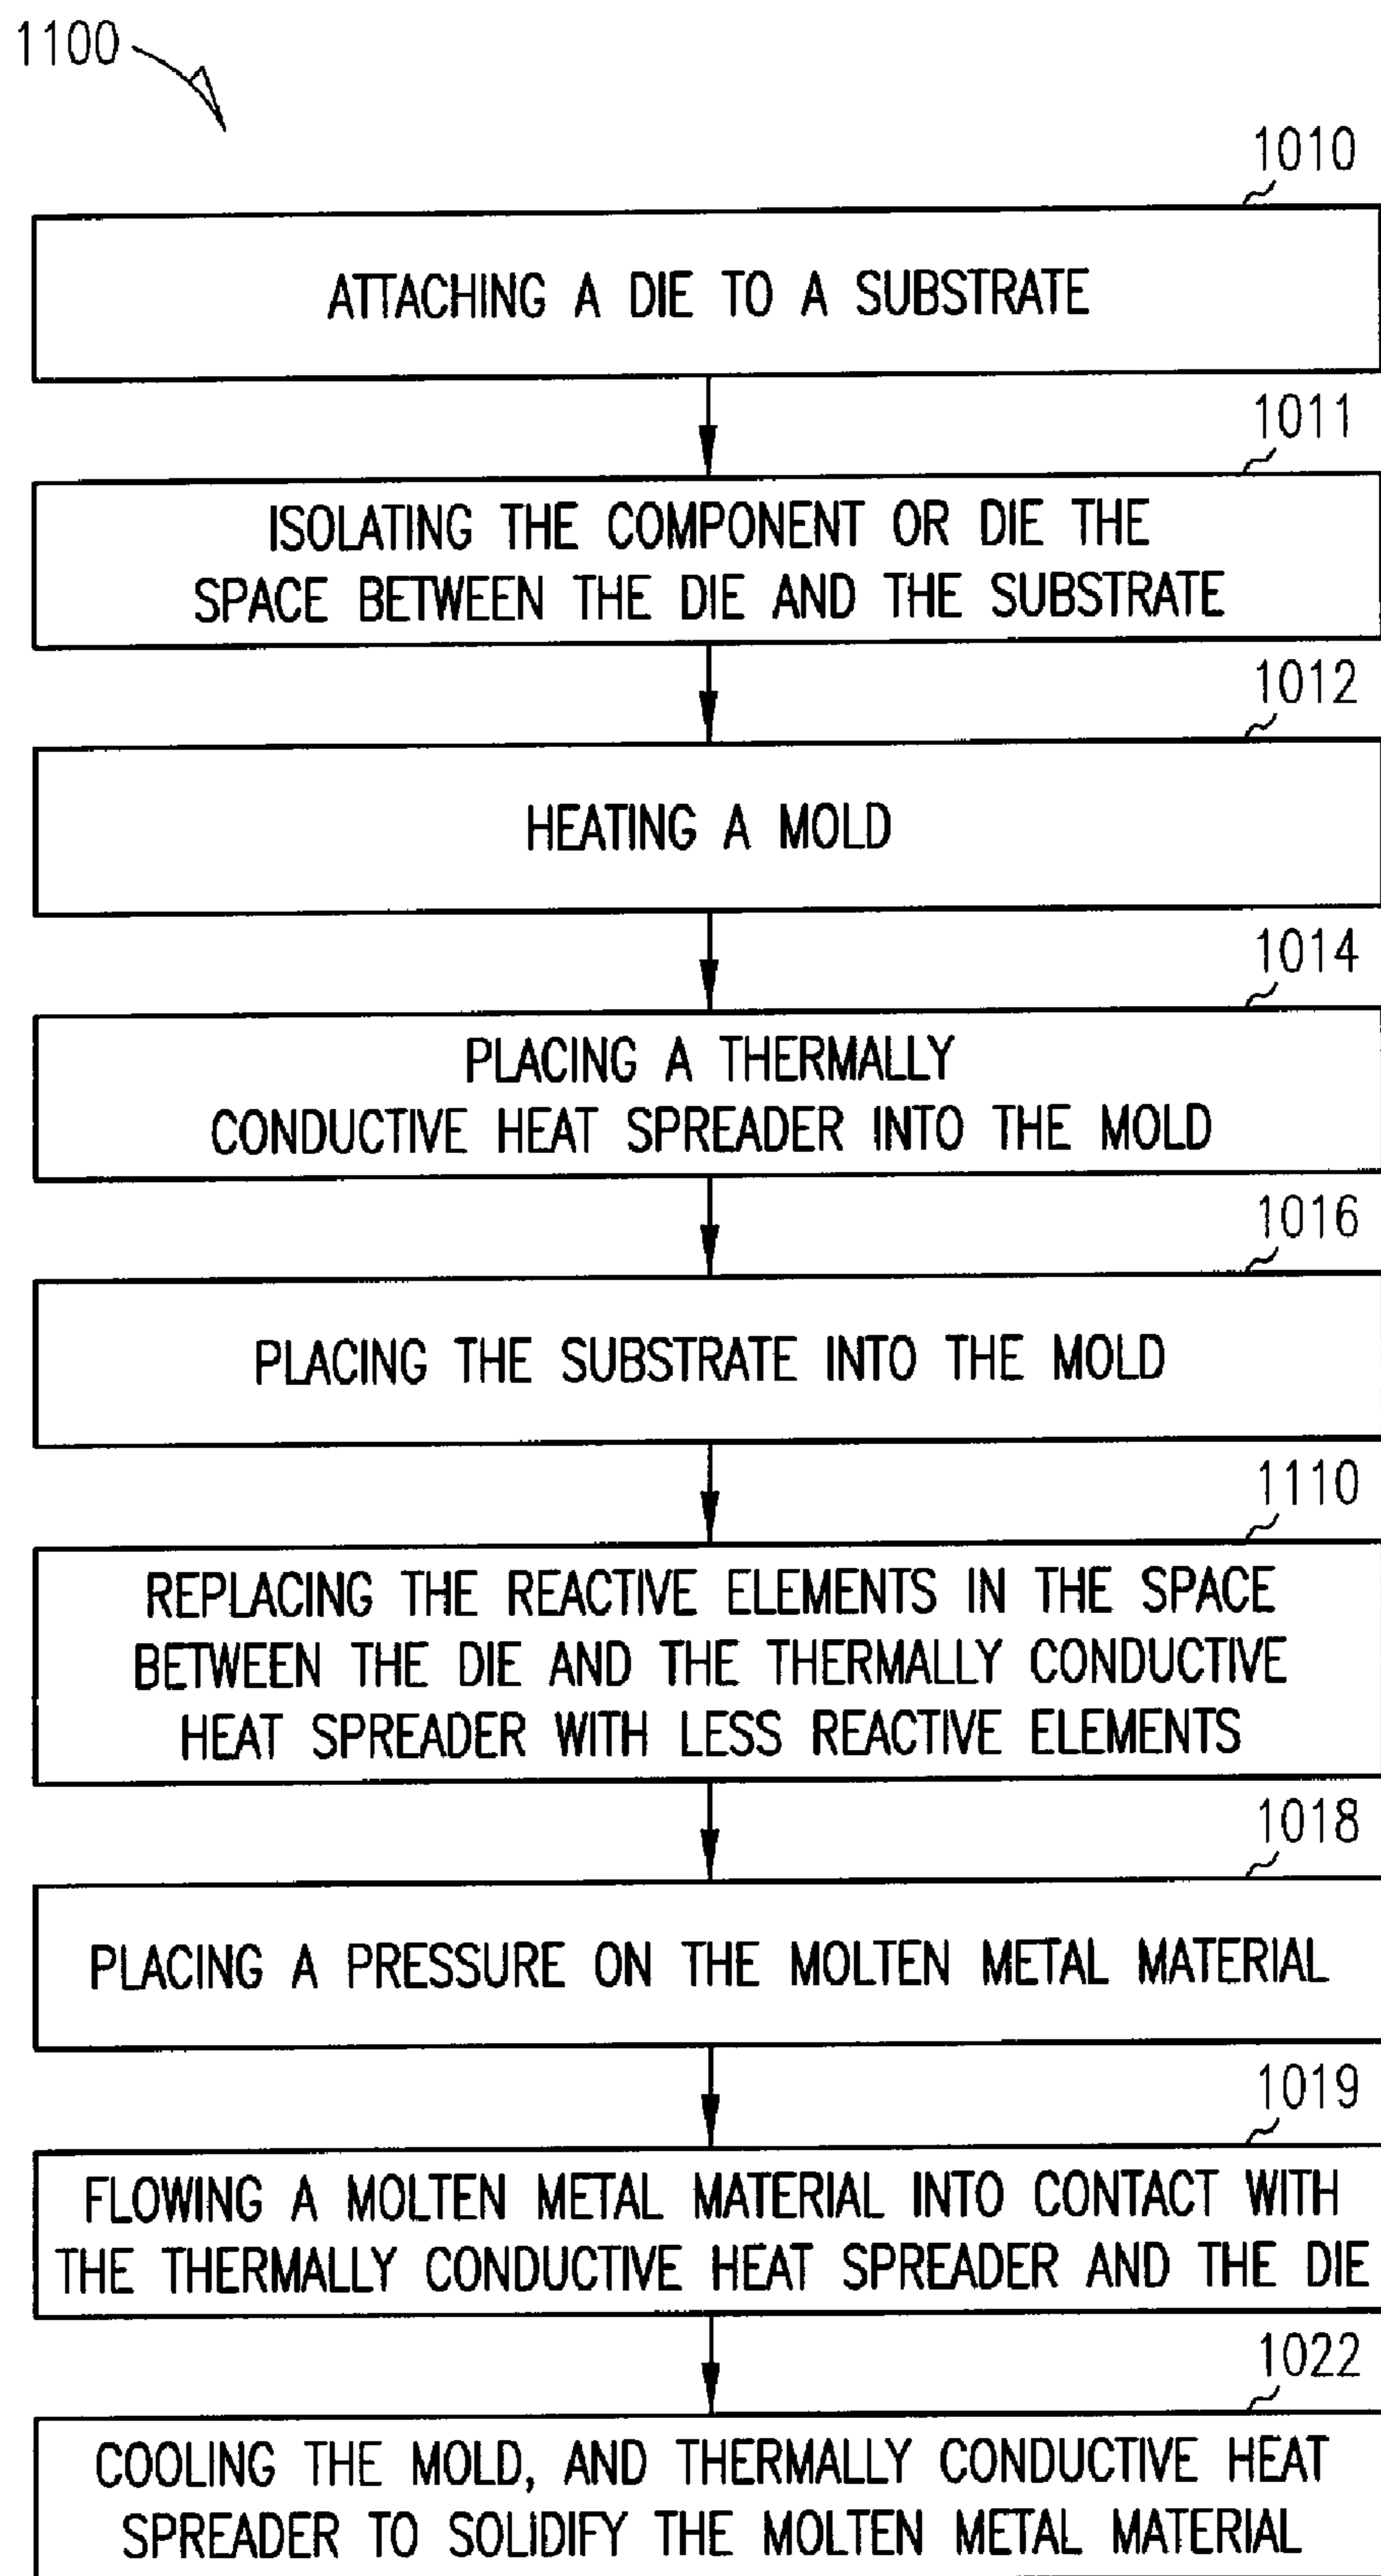 1100
1010
ATTACHING A DIE TO A SUBSTRATE
1011
ISOLATING THE COMPONENT OR DIE THE
SPACE BETWEEN THE DIE AND THE SUBSTRATE
1012
HEATING A MOLD
1014
PLACING A THERMALLY
CONDUCTIVE HEAT SPREADER INTO THE MOLD
1016
PLACING THE SUBSTRATE INTO THE MOLD
1110
REPLACING THE REACTIVE ELEMENTS IN THE SPACE
BETWEEN THE DIE AND THE THERMALLY CONDUCTIVE
HEAT SPREADER WITH LESS REACTIVE ELEMENTS
1018
PLACING A PRESSURE ON THE MOLTEN METAL MATERIAL
1019
FLOWING A MOLTEN METAL MATERIAL INTO CONTACT WITH
THE THERMALLY CONDUCTIVE HEAT SPREADER AND THE DIE
1022
COOLING THE MOLD, AND THERMALLY CONDUCTIVE HEAT
SPREADER TO SOLIDIFY THE MOLTEN METAL MATERIAL